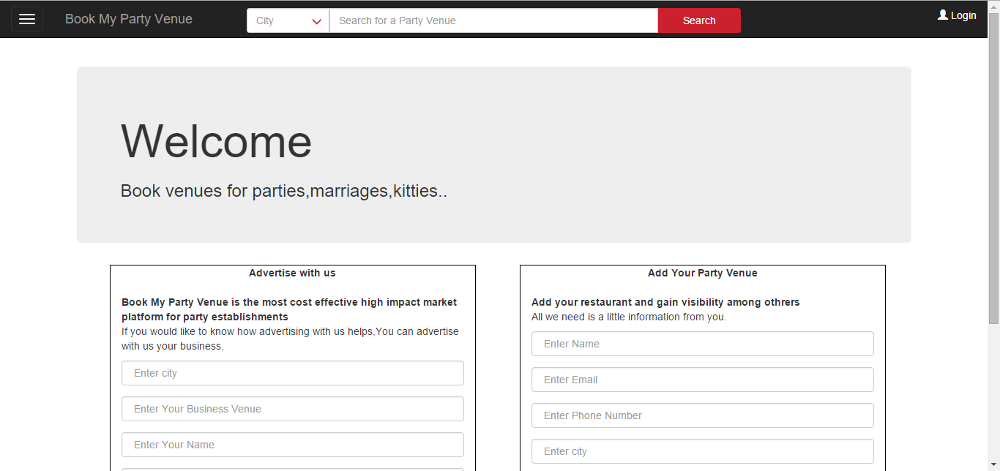 Book My Party Venue
City
Search for a Party Venue
Search
Login
Welcome
Book venues for parties,marriages,kitties..
Advertise with us
Book My Party Venue is the most cost effective high impact market
platform for party establishments
If you would like to know how advertising with us helps,You can advertise
with us your business.
Enter city
Enter Your Business Venue
Enter Your Name
Add Your Party Venue
Add your restaurant and gain visibility among othrers
All we need is a little information from you.
Enter Name
Enter Email
Enter Phone Number
Enter city